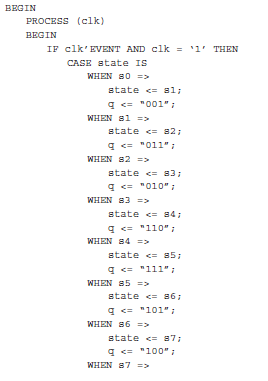 BEGIN
PROCESS (clk)
BEGIN
IF clk’EVENT AND clk = ‘1’ THEN
CASE state IS
WHEN s0 =>
state <= s1;
q <= “001”;
WHEN s1 =>
state <= s2;
q <= “011”;
WHEN s2 =>
state <= s3;
q <= “010”;
WHEN s3 =>
state <= s4;
q <= “110”;
WHEN s4 =>
state <= s5;
q <= “111”;
WHEN s5 =>
state <= s6;
q <= “101”;
WHEN s6 =>
state <= s7;
q <= “100”;
WHEN s7 =>